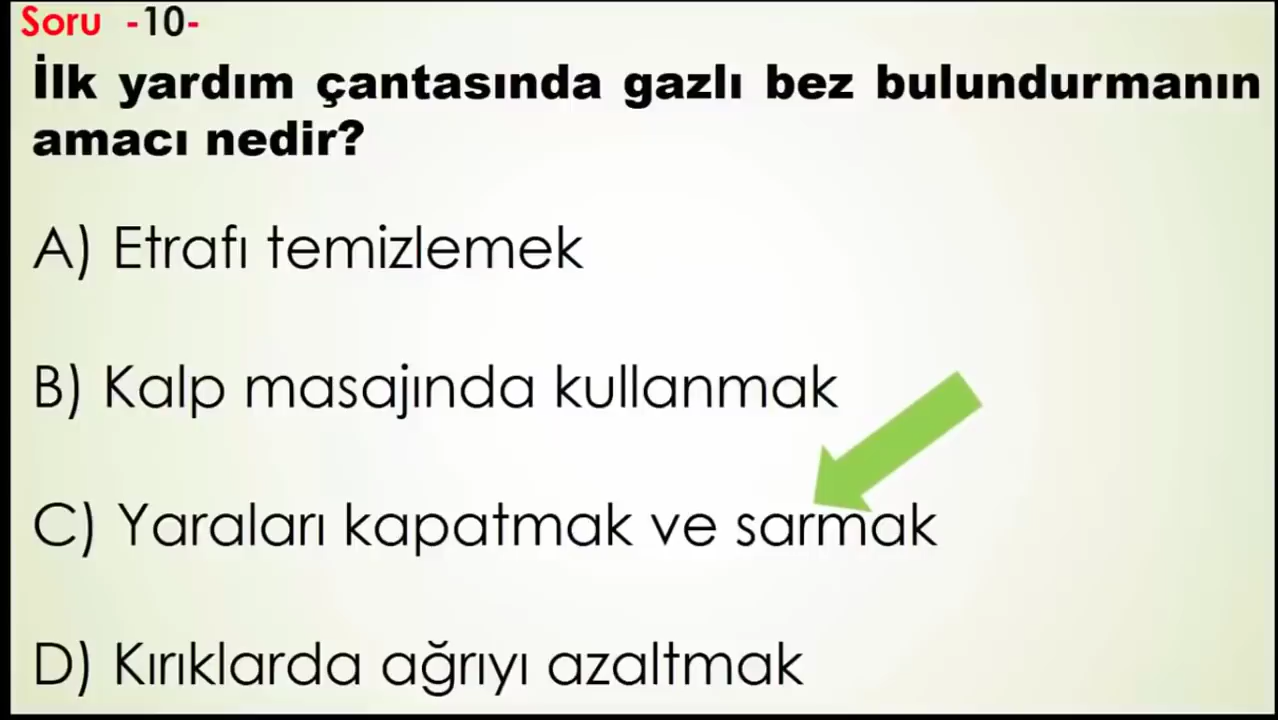 Soru -10-
İlk yardım çantasında gazlı bez bulundurmanın
amacı nedir?
A) Etrafı temizlemek
B) Kalp masajında kullanmak
C) Yaraları kapatmak ve sarmak
D) Kırıklarda ağrıyı azaltmak